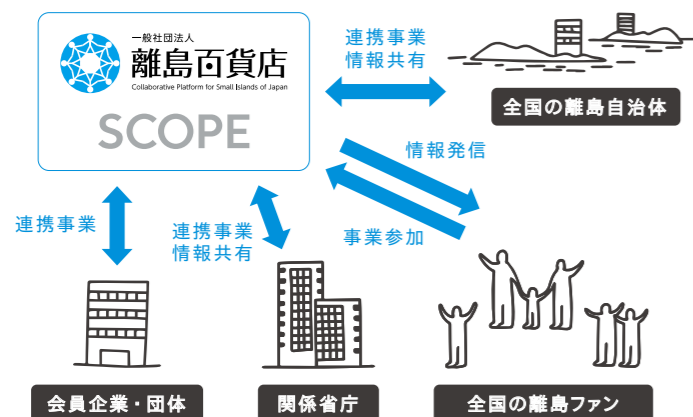 一般社団法人
離島百貨店
Collaborative Platform for Small Islands of Japan
SCOPE
連携事業
情報共有
全国の離島自治体
情報発信
事業参加
連携事業
連携事業
情報共有
会員企業・団体
関係省庁
全国の離島ファン